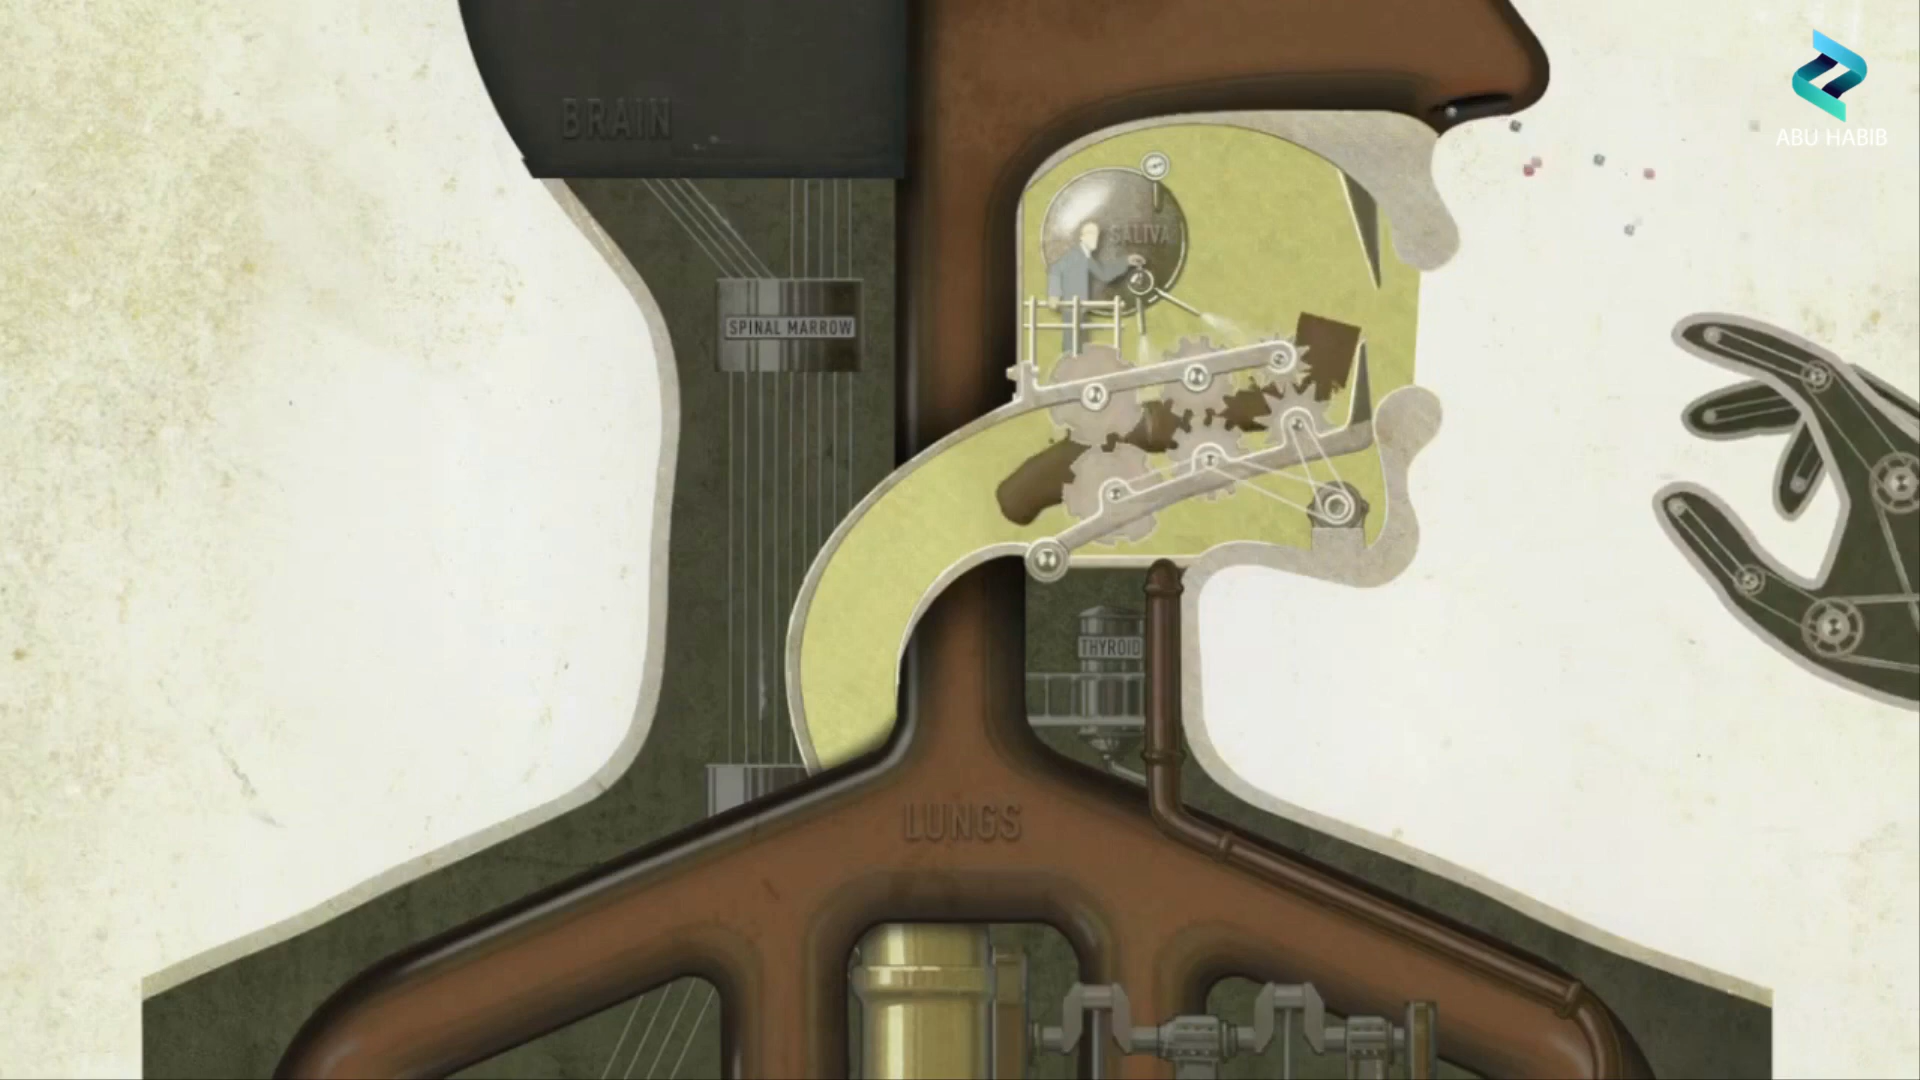 BRAIN
ABU HABIB
SALIVA
SPINAL MARROW
THYROID
LUNGS